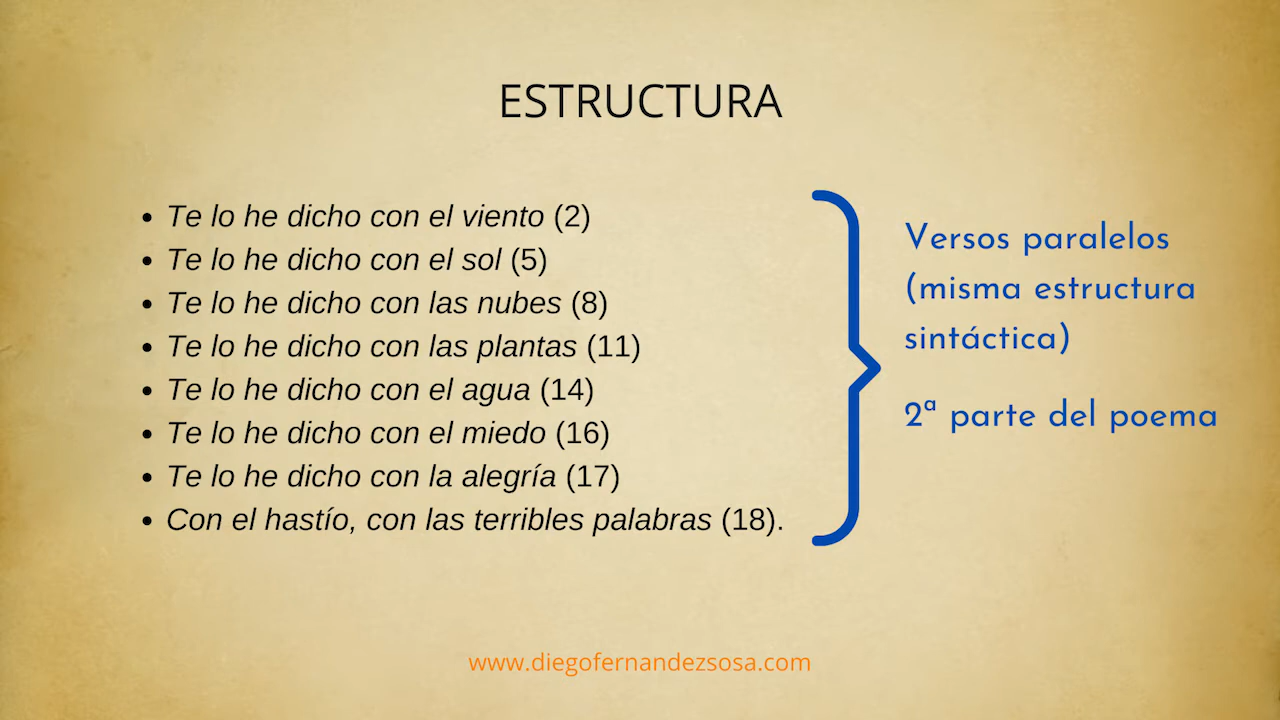 ESTRUCTURA
• Te lo he dicho con el viento (2)
• Te lo he dicho con el sol (5)
• Te lo he dicho con las nubes (8)
• Te lo he dicho con las plantas (11)
• Te lo he dicho con el agua (14)
• Te lo he dicho con el miedo (16)
• Te lo he dicho con la alegría (17)
• Con el hastío, con las terribles palabras (18).
Versos paralelos
(misma estructura
sintáctica)
2ª parte del poema
www.diegofernandezsosa.com